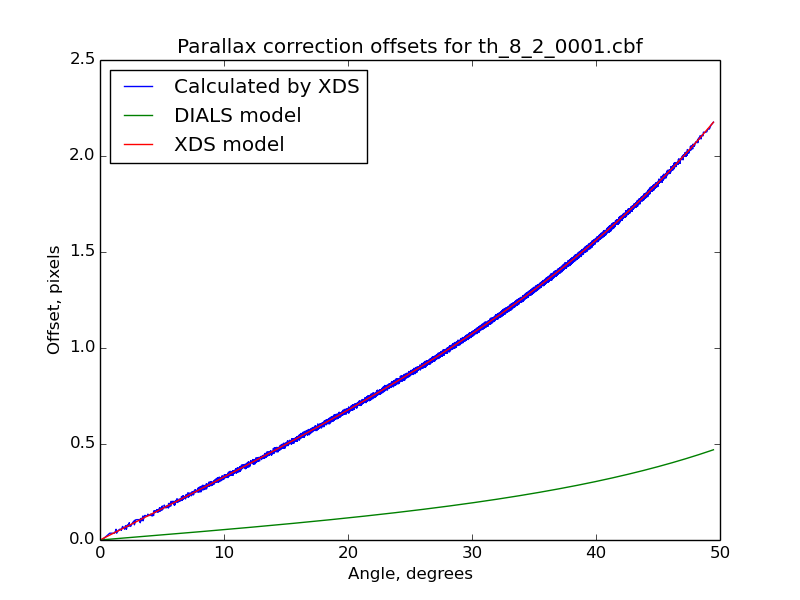 Parallax correction offsets for th_8_2_0001.cbf
2.5
2.0
1.5
1.0
0.5
0.0
Offset, pixels
Calculated by XDS
DIALS model
XDS model
0 10 20 30 40 50
Angle, degrees